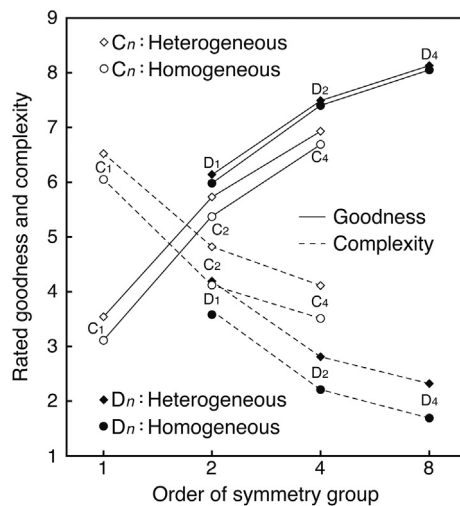 9
Cn : Heterogeneous
Cn : Homogeneous
8
D4
D2
7
D1
C1
C4
6
Goodness
C2
5
Complexity
C2
4
D1
C4
C1
3
D2
Dn : Heterogeneous
D4
2
Dn : Homogeneous
1
1 2 4 8
Order of symmetry group
Rated goodness and complexity